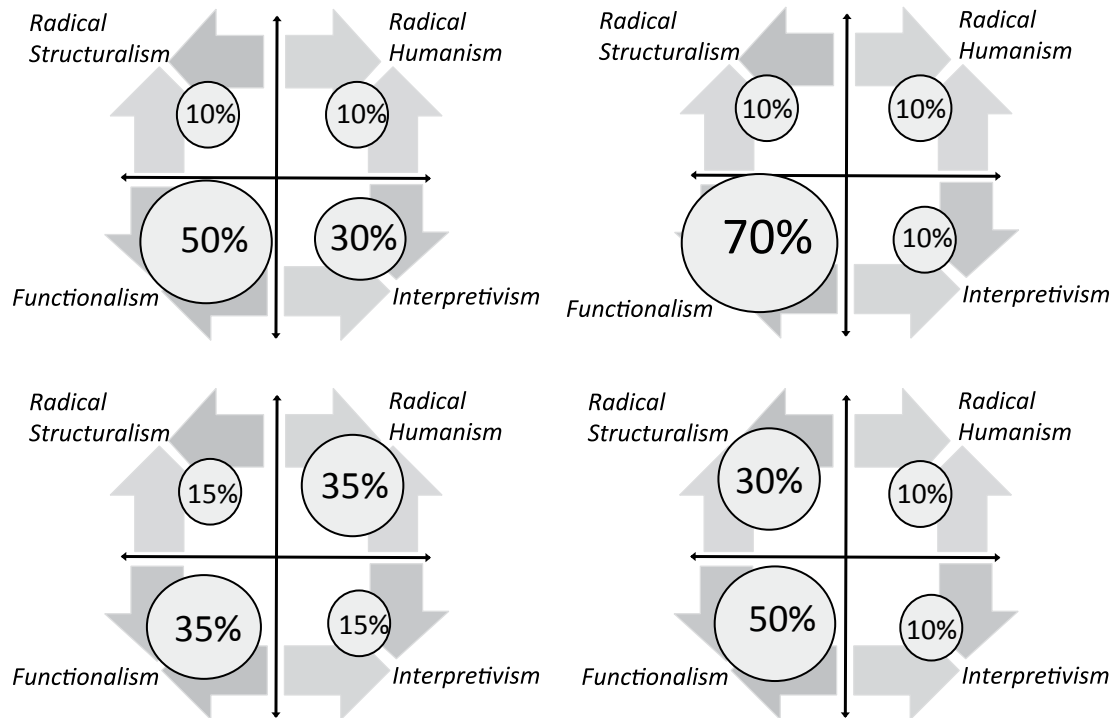 Radical
Structuralism
Radical
Humanism
10%
10%
50%
30%
Functionalism
Interpretivism
Radical
Structuralism
Radical
Humanism
10%
10%
70%
10%
Functionalism
Interpretivism
Radical
Structuralism
Radical
Humanism
15%
35%
35%
15%
Functionalism
Interpretivism
Radical
Structuralism
Radical
Humanism
30%
10%
50%
10%
Functionalism
Interpretivism